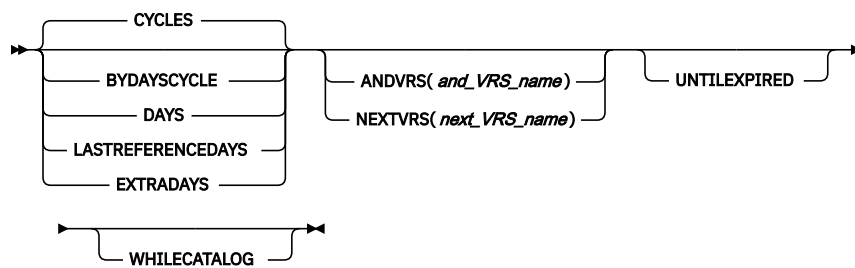 CYCLES
BYDAYSCYCLE
DAYS
LASTREFERENCEDAYS
EXTRADAYS
ANDVRS( and_VRS_name )
NEXTVRS( next_VRS_name )
UNTILEXPIRED
WHILECATALOG